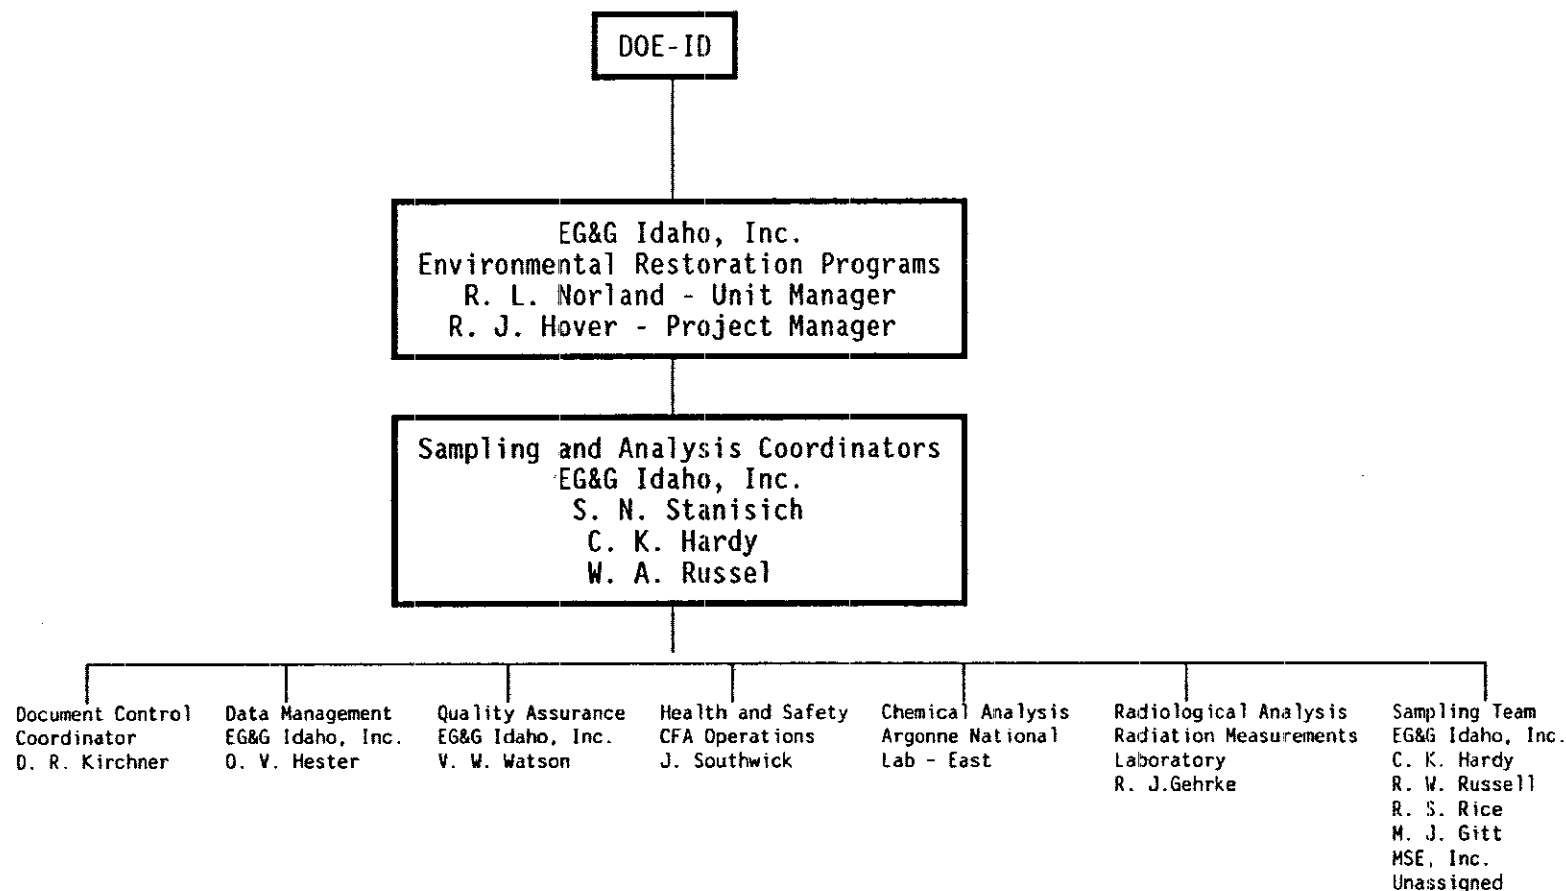 DOE-ID
EG&G Idaho, Inc.
Environmental Restoration Programs
R. L. Norland - Unit Manager
R. J. Hover - Project Manager
Sampling and Analysis Coordinators
EG&G Idaho, Inc.
S. N. Stanisich
C. K. Hardy
W. A. Russel
Document Control
Coordinator
D. R. Kirchner
Data Management
EG&G Idaho, Inc.
O. V. Hester
Quality Assurance
EG&G Idaho, Inc.
V. W. Watson
Health and Safety
CFA Operations
J. Southwick
Chemical Analysis
Argonne National
Lab - East
Radiological Analysis
Radiation Measurements
Laboratory
R. J.Gehrke
Sampling Team
EG&G Idaho, Inc.
C. K. Hardy
R. W. Russell
R. S. Rice
M. J. Gitt
MSE, Inc.
Unassigned